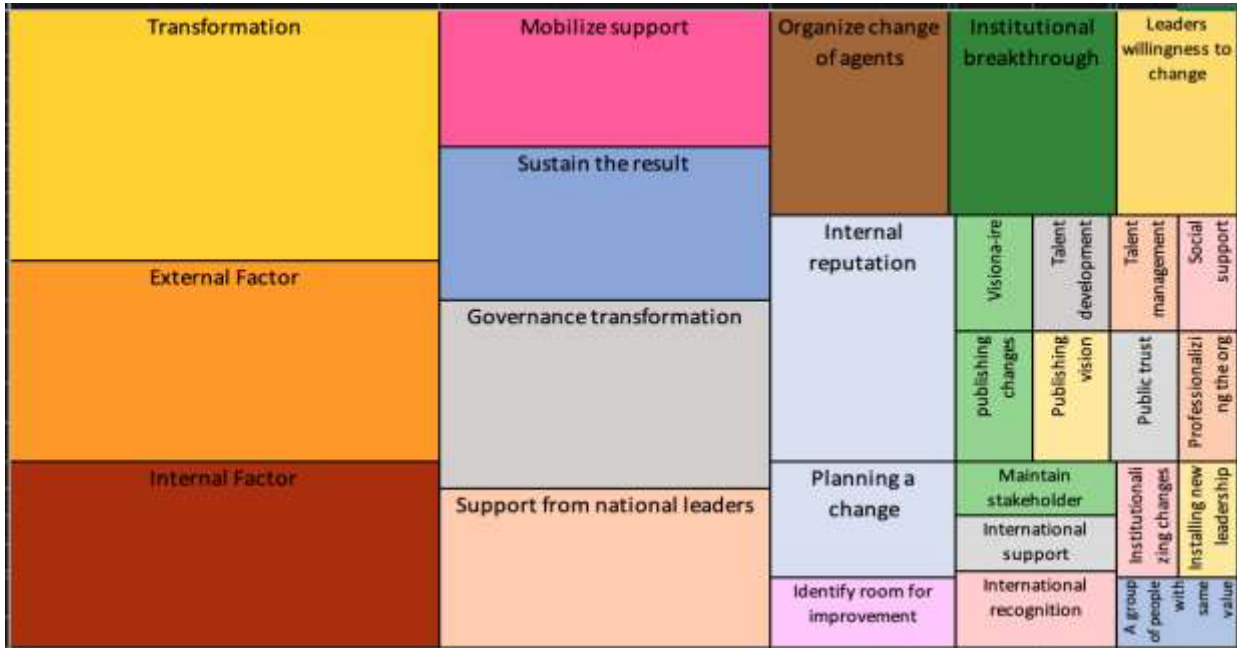 Transformation
External Factor
Internal Factor
Mobilize support
Sustain the result
Governance transformation
Support from national leaders
Organize change
of agents
Internal
reputation
Planning a
change
Identify room for
improvement
Institutional
breakthrough
Leaders
willingness to
change
Visiona-ire
Talent
development
Talent
management
Social
support
publishing
changes
Publishing
vision
Public trust
Professionalizi
ng the org
Maintain
stakeholder
International
support
International
recognition
Institutionali
zing changes
Installing new
leadership
A group
of people
with
same
value